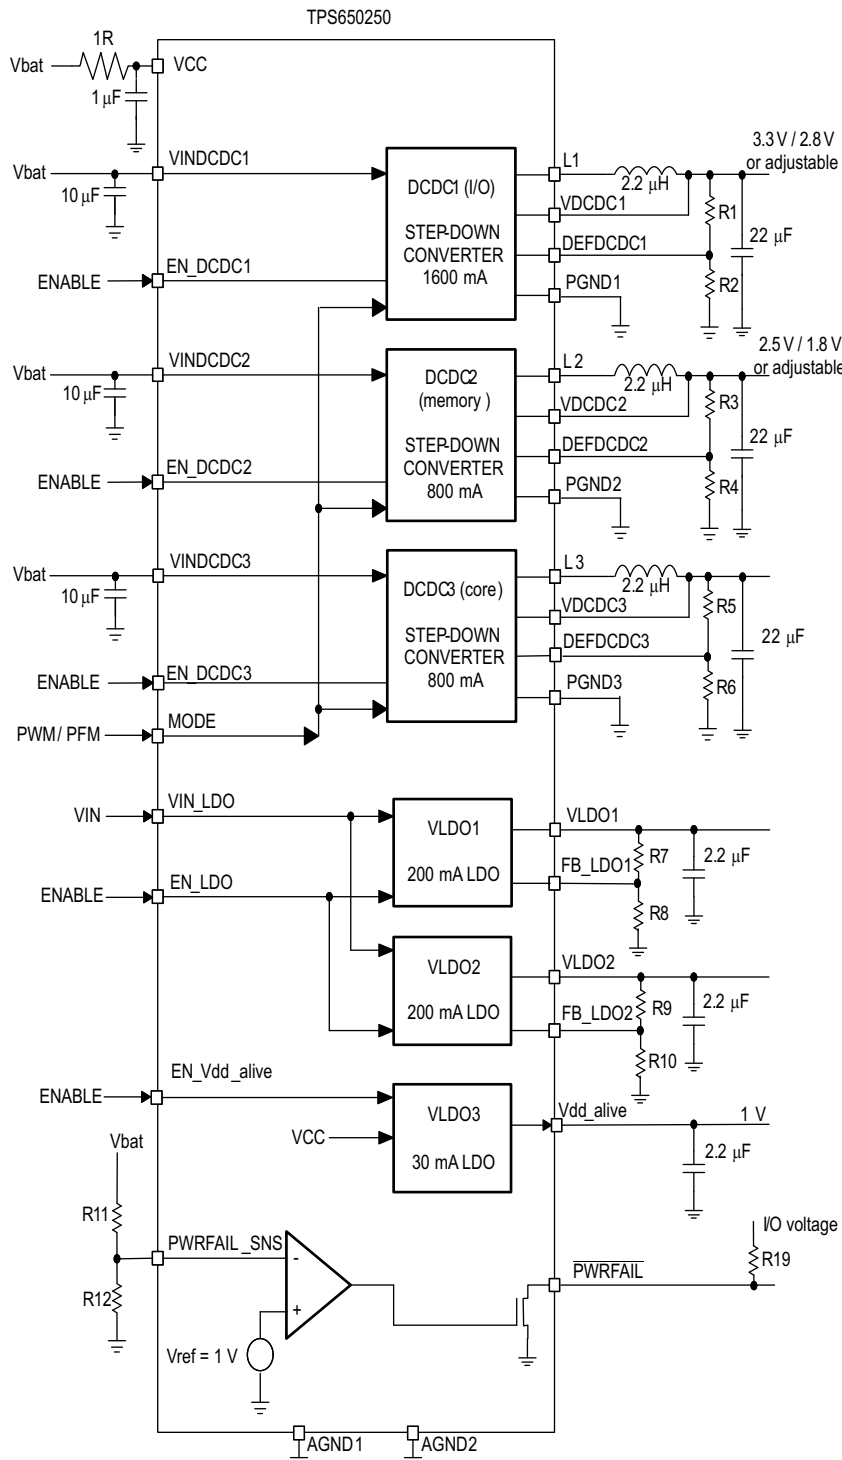 TPS650250
1R
Vbat
VCC
1 μF
Vbat
VINDCDC1
10 μF
ENABLE
EN_DCDC1
DCDC1 (I/O)
STEP-DOWN
CONVERTER
1600 mA
L1
2.2 μH
3.3 V / 2.8 V
or adjustable
VDCDC1
R1
DEFDCDC1
22 μF
R2
PGND1
Vbat
VINDCDC2
10 μF
ENABLE
EN_DCDC2
DCDC2
(memory )
STEP-DOWN
CONVERTER
800 mA
L2
2.2 μH
2.5 V / 1.8 V
or adjustable
VDCDC2
R3
DEFDCDC2
22 μF
R4
PGND2
Vbat
VINDCDC3
10 μF
ENABLE
EN_DCDC3
PWM / PFM
MODE
DCDC3 (core)
STEP-DOWN
CONVERTER
800 mA
L3
2.2 μH
VDCDC3
R5
DEFDCDC3
22 μF
R6
PGND3
VIN
VIN_LDO
ENABLE
EN_LDO
VLDO1
200 mA LDO
VLDO1
R7
2.2 μF
FB_LDO1
R8
VLDO2
200 mA LDO
VLDO2
R9
2.2 μF
FB_LDO2
R10
ENABLE
EN_Vdd_alive
VCC
VLDO3
30 mA LDO
Vdd_alive
1 V
2.2 μF
Vbat
R11
PWRFAIL_SNS
R12
-
+
Vref = 1 V
PWRFAIL
I/O voltage
R19
AGND1
AGND2